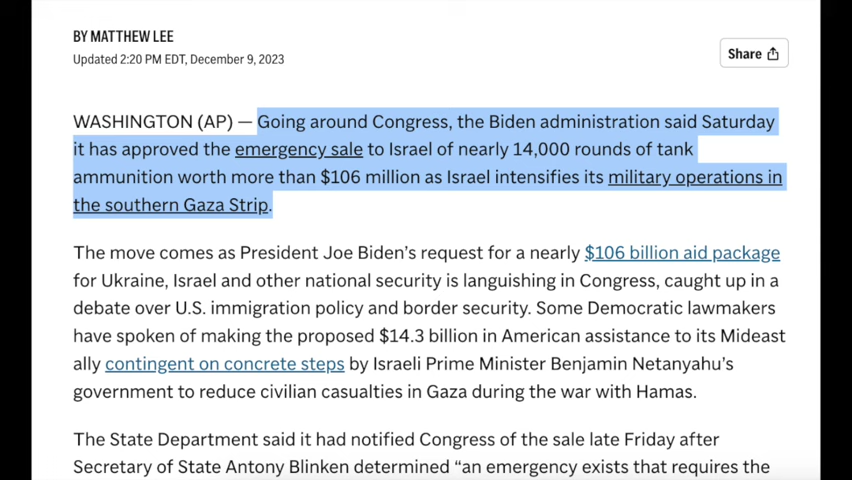 BY MATTHEW LEE
Updated 2:20 PM EDT, December 9, 2023
Share
WASHINGTON (AP) — Going around Congress, the Biden administration said Saturday
it has approved the emergency sale to Israel of nearly 14,000 rounds of tank
ammunition worth more than $106 million as Israel intensifies its military operations in
the southern Gaza Strip.
The move comes as President Joe Biden’s request for a nearly $106 billion aid package
for Ukraine, Israel and other national security is languishing in Congress, caught up in a
debate over U.S. immigration policy and border security. Some Democratic lawmakers
have spoken of making the proposed $14.3 billion in American assistance to its Mideast
ally contingent on concrete steps by Israeli Prime Minister Benjamin Netanyahu’s
government to reduce civilian casualties in Gaza during the war with Hamas.
The State Department said it had notified Congress of the sale late Friday after
Secretary of State Antony Blinken determined “an emergency exists that requires the